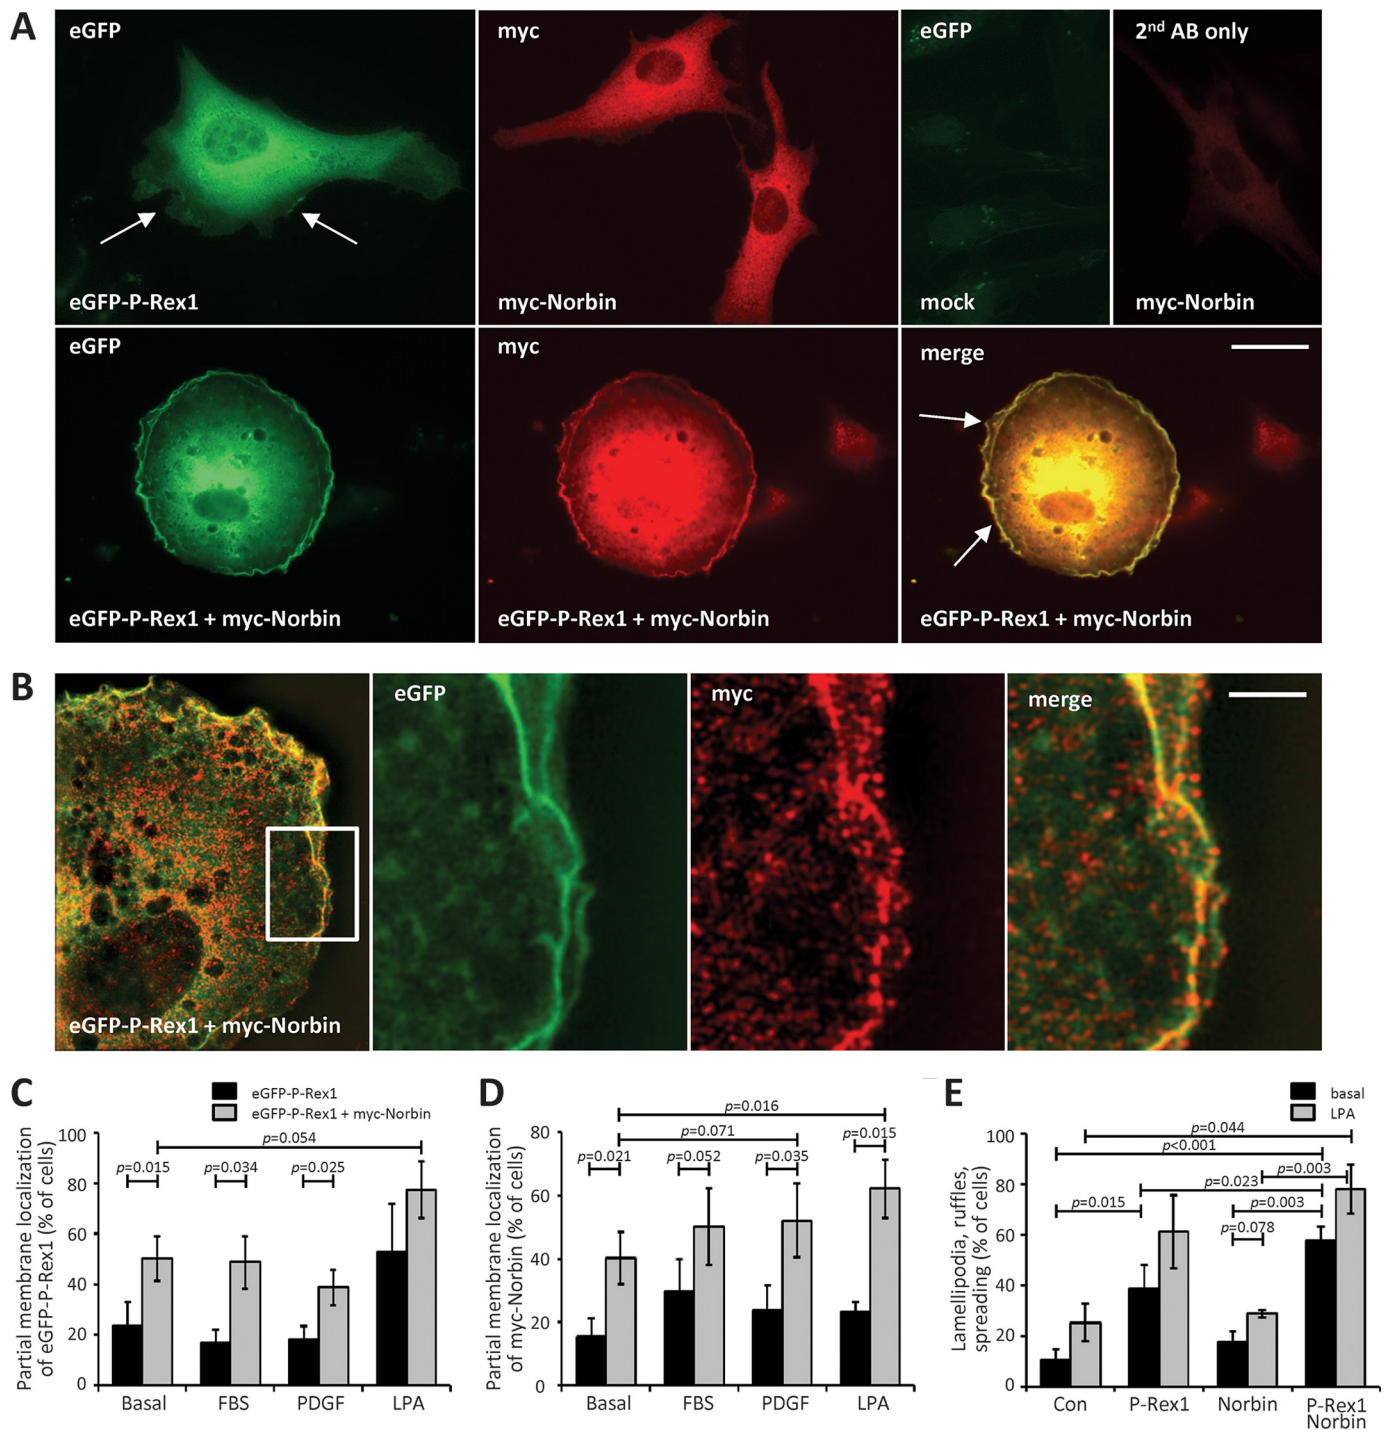 A
eGFP
eGFP-P-Rex1
myc
myc-Norbin
eGFP
mock
2nd AB only
myc-Norbin
eGFP
eGFP-P-Rex1 + myc-Norbin
myc
eGFP-P-Rex1 + myc-Norbin
merge
eGFP-P-Rex1 + myc-Norbin
B
eGFP-P-Rex1 + myc-Norbin
eGFP
myc
merge
C
eGFP-P-Rex1
eGFP-P-Rex1 + myc-Norbin
Partial membrane localization
of eGFP-P-Rex1 (% of cells)
100
80
60
40
20
0
p=0.054
p=0.015
p=0.034
p=0.025
Basal
FBS
PDGF
LPA
D
Partial membrane localization
of myc-Norbin (% of cells)
80
60
40
20
0
p=0.016
p=0.071
p=0.015
p=0.021
p=0.052
p=0.035
Basal
FBS
PDGF
LPA
E
basal
LPA
Lamellipodia, ruffles,
spreading (% of cells)
100
80
60
40
20
0
p=0.044
p<0.001
p=0.003
p=0.023
p=0.015
p=0.003
p=0.078
Con
P-Rex1
Norbin
P-Rex1
Norbin